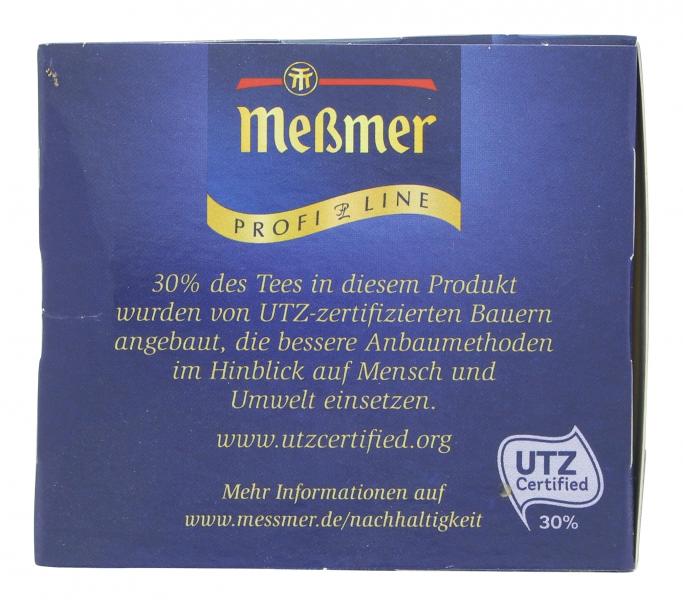 Meßmer
PROFI PL LINE
30% des Tees in diesem Produkt
wurden von UTZ-zertifizierten Bauern
angebaut, die bessere Anbaumethoden
im Hinblick auf Mensch und
Umwelt einsetzen.
www.utzcertified.org
Mehr Informationen auf
www.messmer.de/nachhaltigkeit
UTZ
Certified
30%